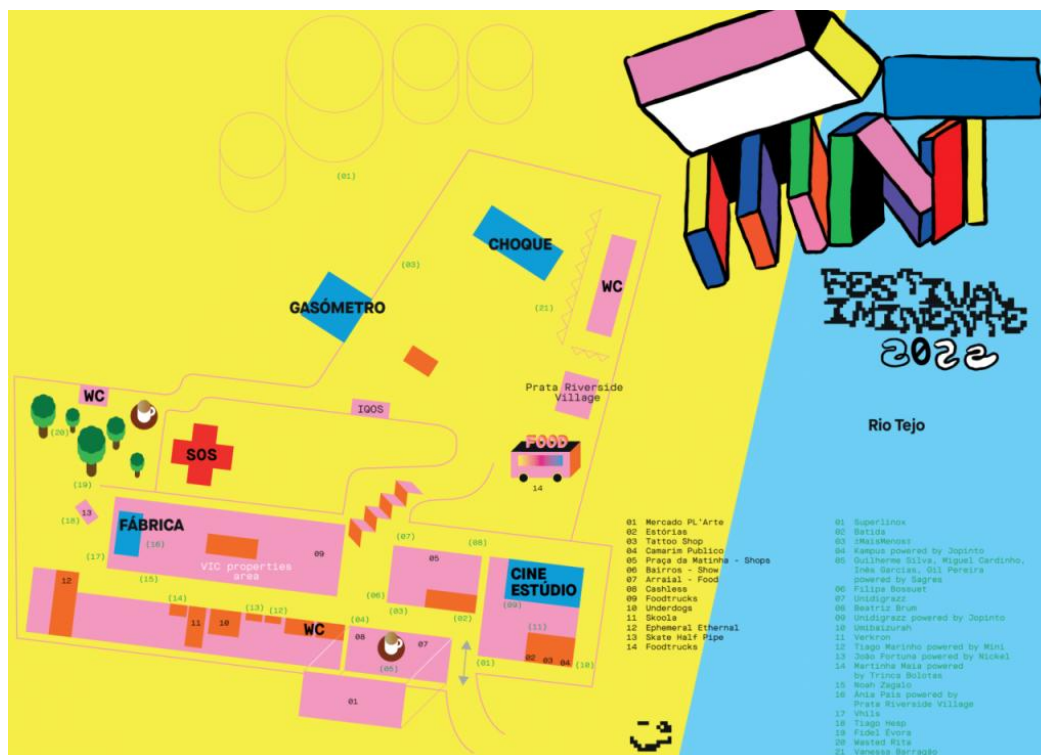 FESTIVAL
IMINENTE
2022
Rio Tejo
(01)
(03)
CHOQUE
WC
GASÓMETRO
(21)
Prata Riverside
Village
IQOS
WC
(20)
SOS
FOOD
14
(19)
13
(18)
FÁBRICA
(16)
09
VIC properties
area
(17)
(15)
(07)
(08)
05
CINE
ESTÚDIO
(09)
12
(14)
11
10
(13)
(12)
WC
(04)
(06)
(03)
(02)
(11)
08
07
(05)
(01)
02
03
04
(10)
01
01 Mercado PL'Arte
02 Estórias
03 Tattoo Shop
04 Camarim Publico
05 Praça da Matinha - Shops
06 Bairros - Show
07 Arraial - Food
08 Cashless
09 Foodtrucks
10 Underdogs
11 Skoola
12 Ephemeral Ethernal
13 Skate Half Pipe
14 Foodtrucks
01 Superlinox
02 Batida
03 ±MaisMenos±
04 Kampus powered by Jopinto
05 Guilherme Silva, Miguel Cardinho,
Inês Garcias, Gil Pereira
powered by Sagres
06 Filipa Bossuet
07 Unidigrazz
08 Beatriz Brum
09 Unidigrazz powered by Jopinto
10 Umibaizurah
11 Verkron
12 Tiago Marinho powered by Mini
13 João Fortuna powered by Nickel
14 Martinha Maia powered
by Trinca Bolotas
15 Noah Zagalo
16 Ania Pais powered by
Prata Riverside Village
17 Vhils
18 Tiago Hesp
19 Fidel Évora
20 Wasted Rita
21 Vanessa Barragão